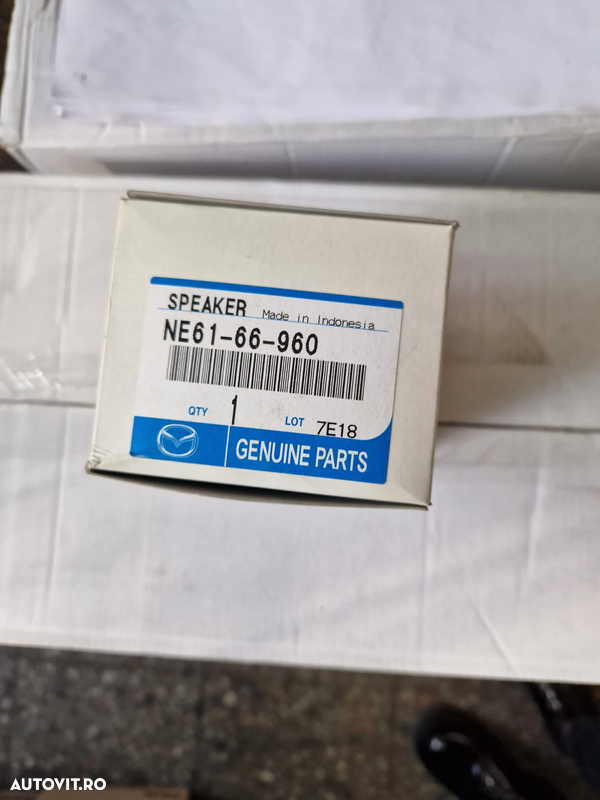 SPEAKER Made in Indonesia
NE61-66-960
QTY 1 LOT 7E18
GENUINE PARTS
AUTOVIT.RO